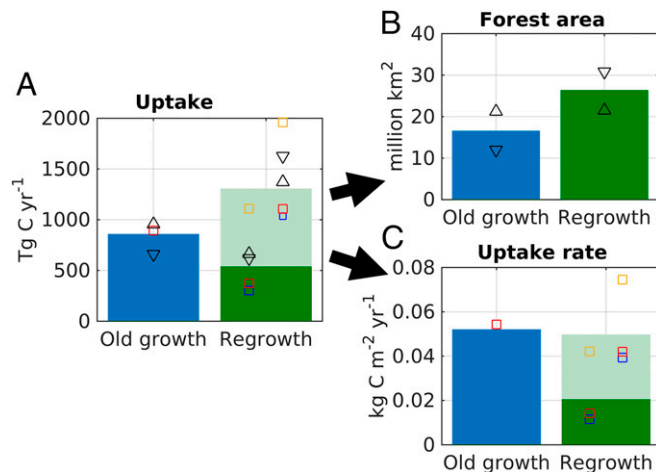 A
Uptake
Tg C yr-1
2000
1500
1000
500
0
Old growth
Regrowth
B
Forest area
million km2
40
30
20
10
0
Old growth
Regrowth
C
Uptake rate
kg C m-2 yr-1
0.08
0.06
0.04
0.02
0
Old growth
Regrowth